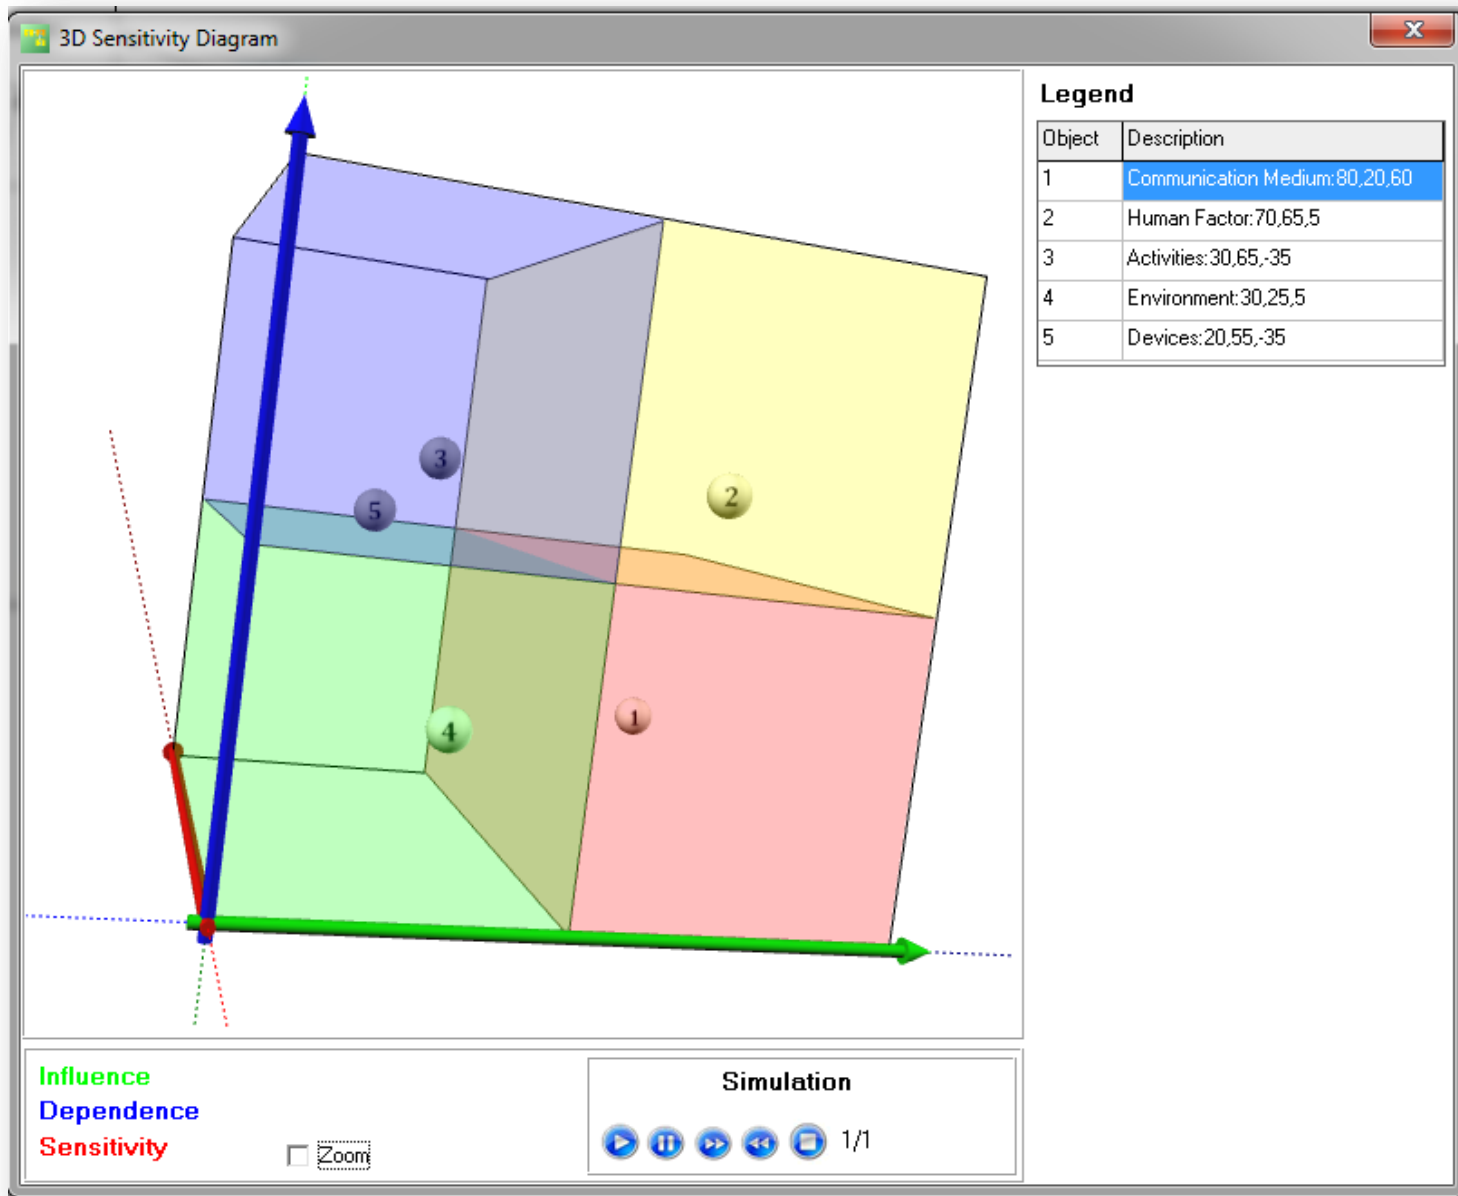 3D Sensitivity Diagram
Legend
Object Description
1 Communication Medium:80,20,60
2 Human Factor:70,65,5
3 Activities:30,65,-35
4 Environment:30,25,5
5 Devices:20,55,-35
3
5
2
4
1
Influence
Dependence
Sensitivity
Zoom
Simulation
1/1